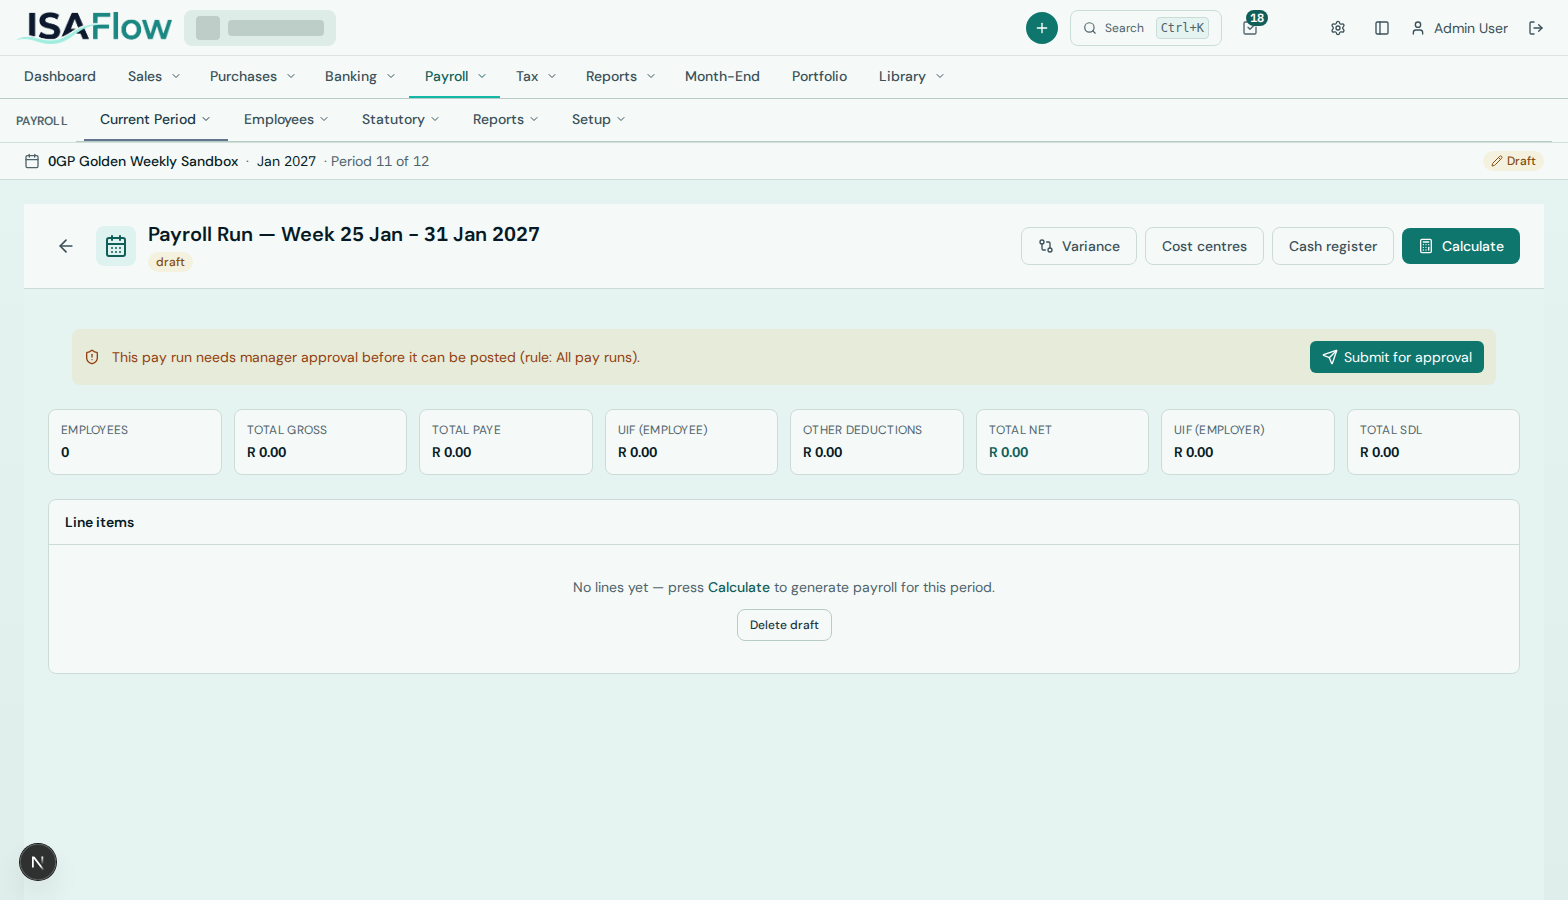 ISAFlow
Search Ctrl+K
18
Admin User
Dashboard Sales Purchases Banking Payroll Tax Reports Month-End Portfolio Library
PAYROLL Current Period Employees Statutory Reports Setup
0GP Golden Weekly Sandbox · Jan 2027 · Period 11 of 12
Draft
Payroll Run — Week 25 Jan – 31 Jan 2027
draft
Variance
Cost centres
Cash register
Calculate
This pay run needs manager approval before it can be posted (rule: All pay runs).
Submit for approval
EMPLOYEES
0
TOTAL GROSS
R 0.00
TOTAL PAYE
R 0.00
UIF (EMPLOYEE)
R 0.00
OTHER DEDUCTIONS
R 0.00
TOTAL NET
R 0.00
UIF (EMPLOYER)
R 0.00
TOTAL SDL
R 0.00
Line items
No lines yet — press Calculate to generate payroll for this period.
Delete draft
N